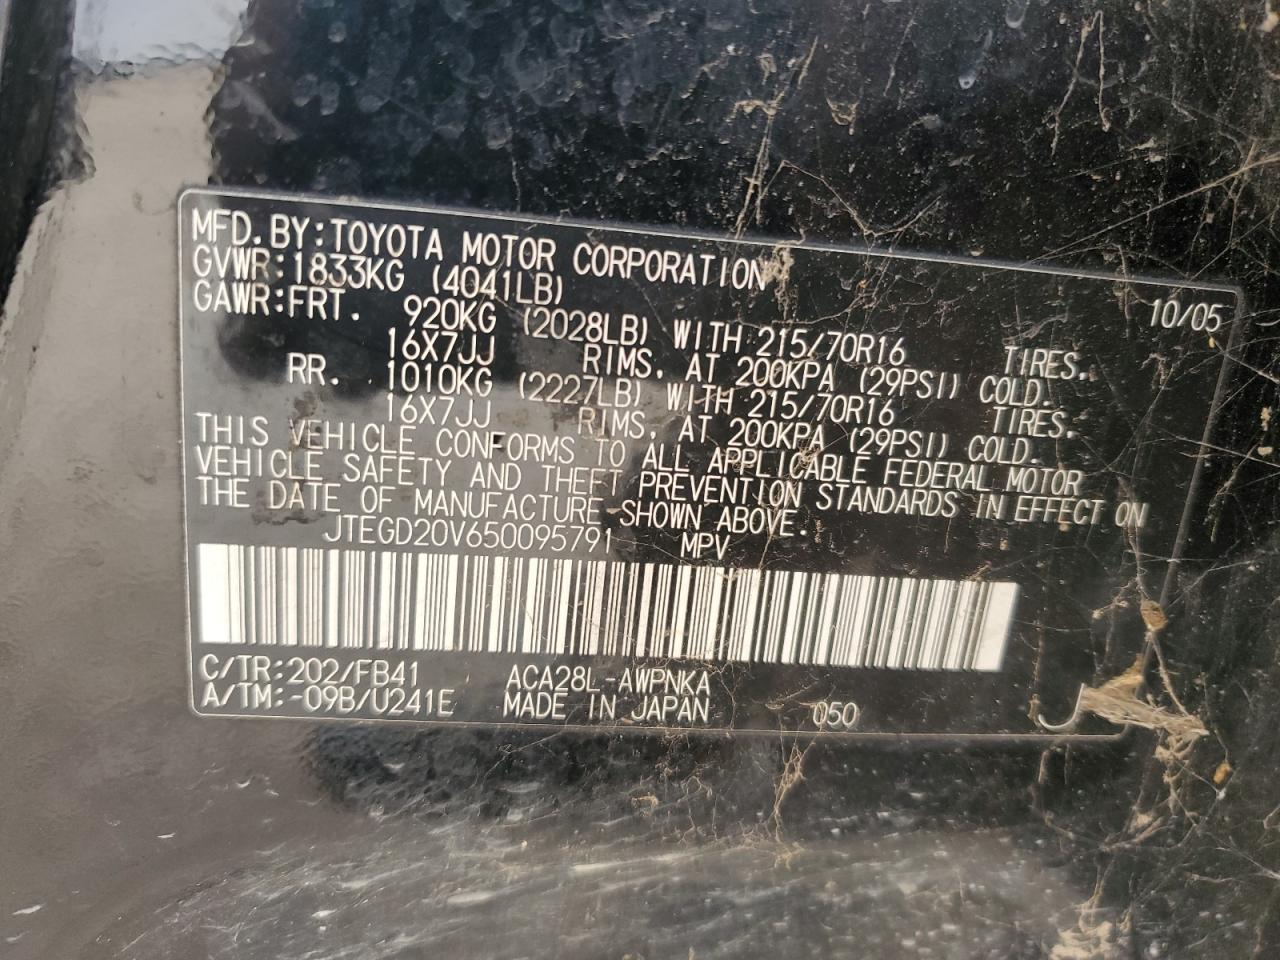 MFD.BY:TOYOTA MOTOR CORPORATION 10/05
GVWR:1833KG (4041LB)
GAWR:FRT. 920KG (2028LB) WITH 215/70R16 TIRES,
16X7JJ RIMS, AT 200KPA (29PSI) COLD.
RR. 1010KG (2227LB) WITH 215/70R16 TIRES.
16X7JJ RIMS, AT 200KPA (29PSI) COLD.
THIS VEHICLE CONFORMS TO ALL APPLICABLE FEDERAL MOTOR
VEHICLE SAFETY AND THEFT PREVENTION STANDARDS IN EFFECT ON
THE DATE OF MANUFACTURE SHOWN ABOVE.
JTEGD20V650095791 MPV
C/TR:202/FB41 ACA28L-AWPNKA
A/TM:-09B/U241E MADE IN JAPAN 050 J